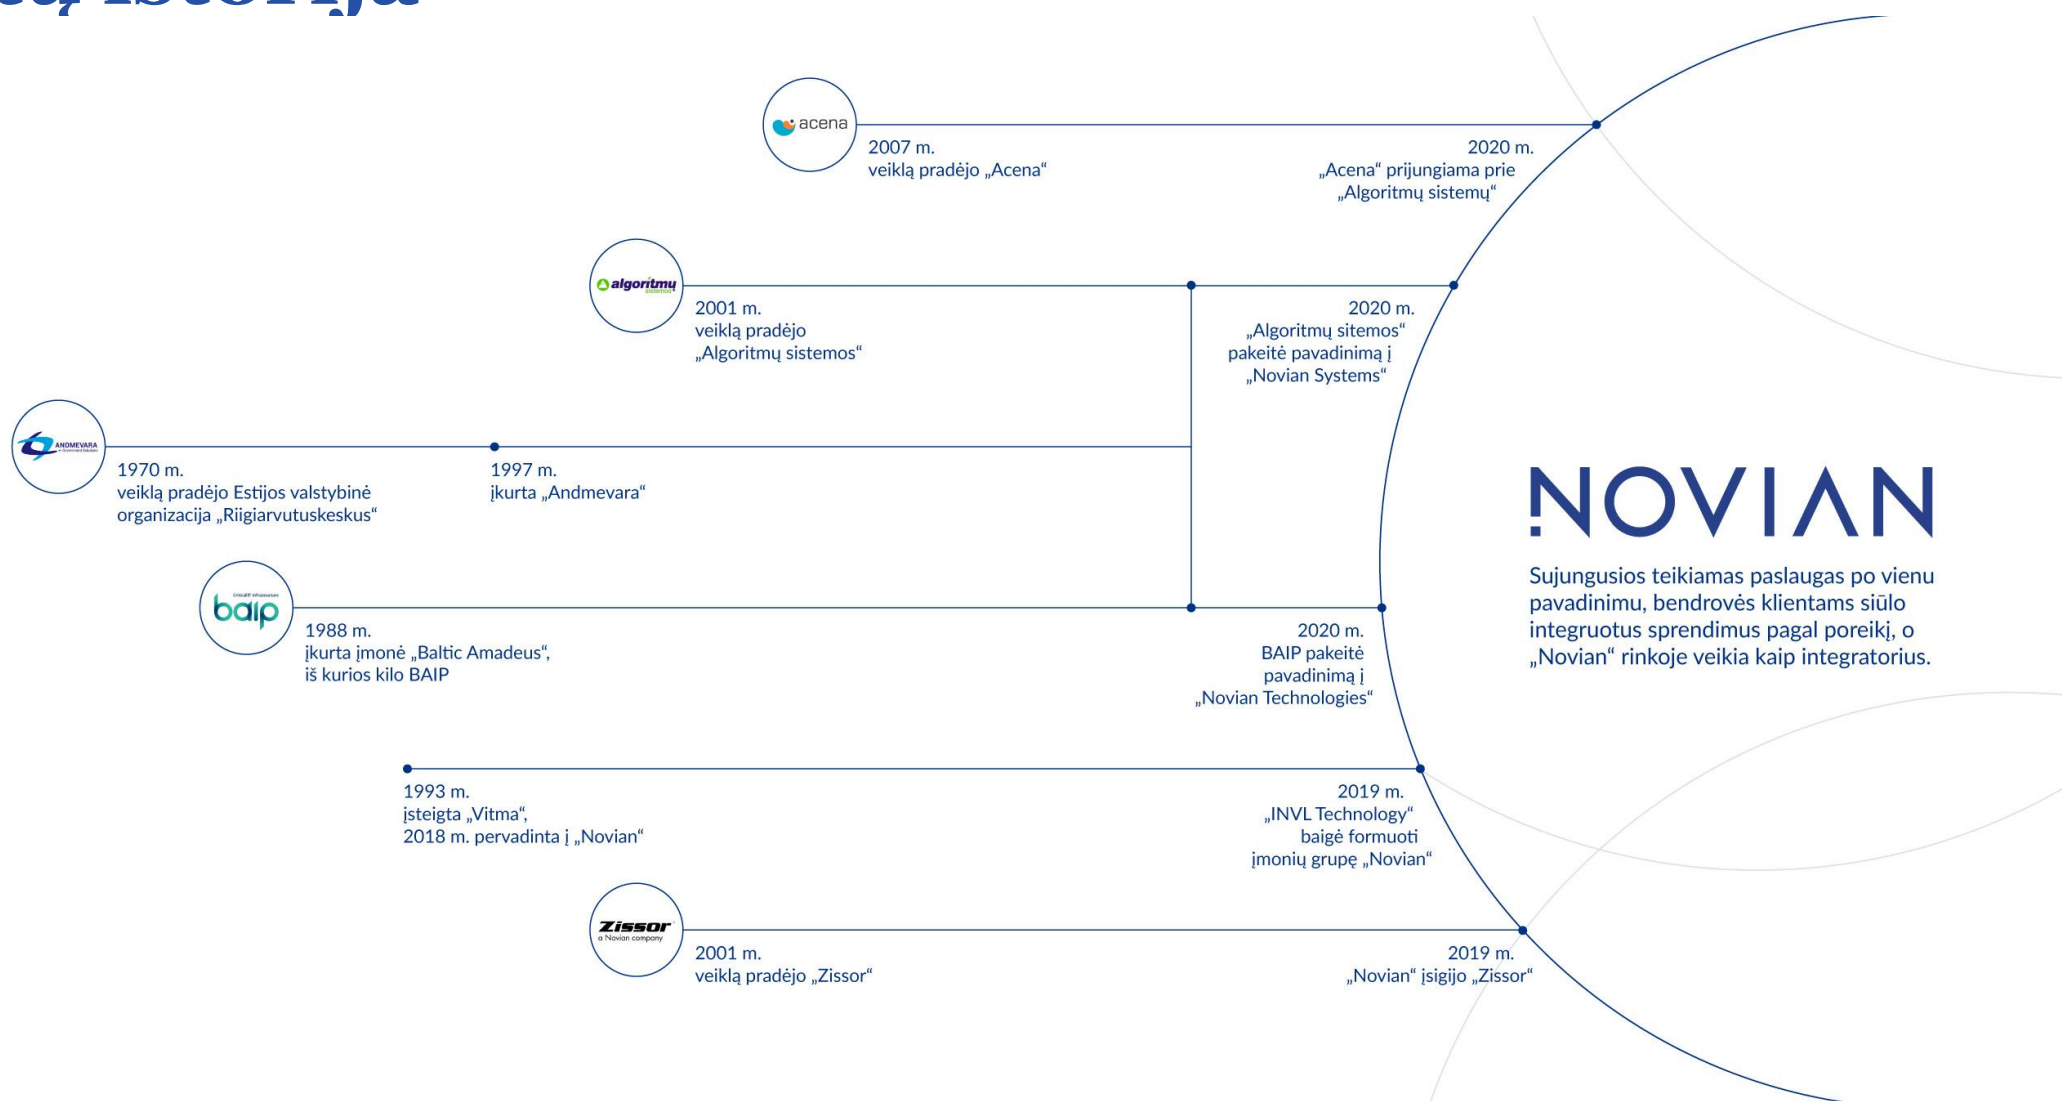 istorija
acena
2007 m.
veiklą pradėjo „Acena“
2020 m.
„Acena“ prijungiama prie
„Algoritmų sistemų“
algoritmų
sistemos
2001 m.
veiklą pradėjo
„Algoritmų sistemos“
2020 m.
„Algoritmų sitemos“
pakeitė pavadinimą į
„Novian Systems“
ANDMEVARA
1970 m.
veiklą pradėjo Estijos valstybinė
organizacija „Riigiarvutuskeskus“
1997 m.
įkurta „Andmevara“
NOVIAN
Sujungusios teikiamas paslaugas po vienu
pavadinimu, bendrovės klientams siūlo
integruotus sprendimus pagal poreikį, o
„Novian“ rinkoje veikia kaip integratorius.
baip
1988 m.
įkurta įmonė „Baltic Amadeus“,
iš kurios kilo BAIP
2020 m.
BAIP pakeitė
pavadinimą į
„Novian Technologies“
1993 m.
įsteigta „Vitma“,
2018 m. pervadinta į „Novian“
2019 m.
„INVL Technology“
baigė formuoti
įmonių grupę „Novian“
Zissor
a Novian company
2001 m.
veiklą pradėjo „Zissor“
2019 m.
„Novian“ įsigijo „Zissor“